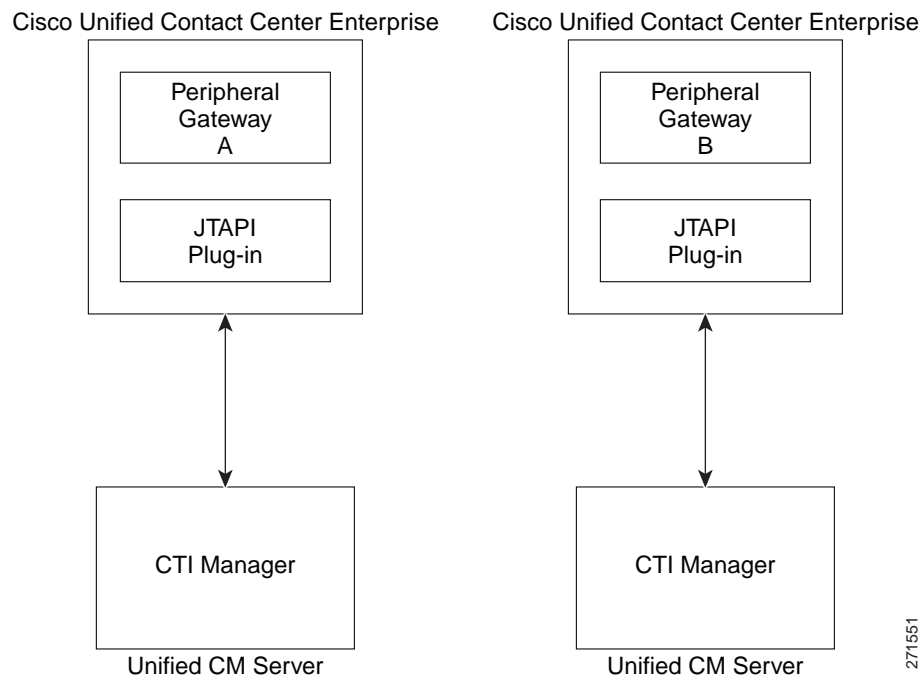 Cisco Unified Contact Center Enterprise
Peripheral
Gateway
A
JTAPI
Plug-in
CTI Manager
Unified CM Server
Cisco Unified Contact Center Enterprise
Peripheral
Gateway
B
JTAPI
Plug-in
CTI Manager
Unified CM Server
271551